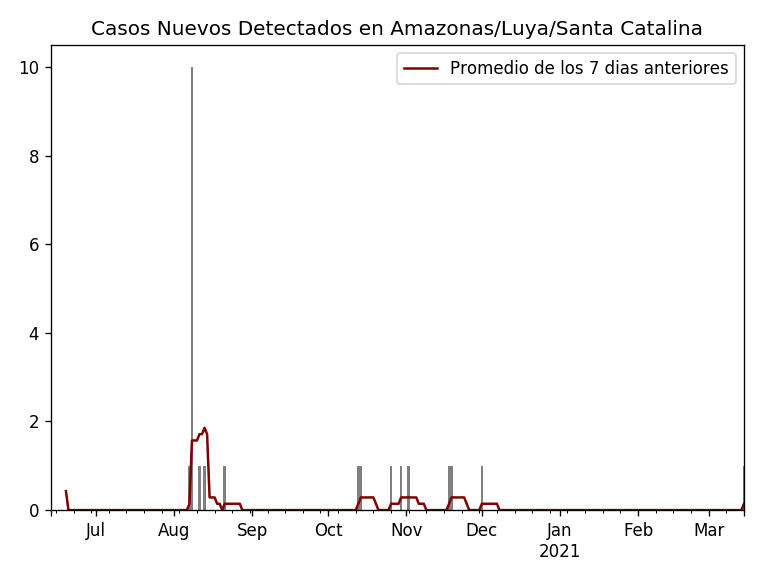 Casos Nuevos Detectados en Amazonas/Luya/Santa Catalina
Promedio de los 7 dias anteriores
10
8
6
4
2
0
Jul Aug Sep Oct Nov Dec Jan Feb Mar
2021